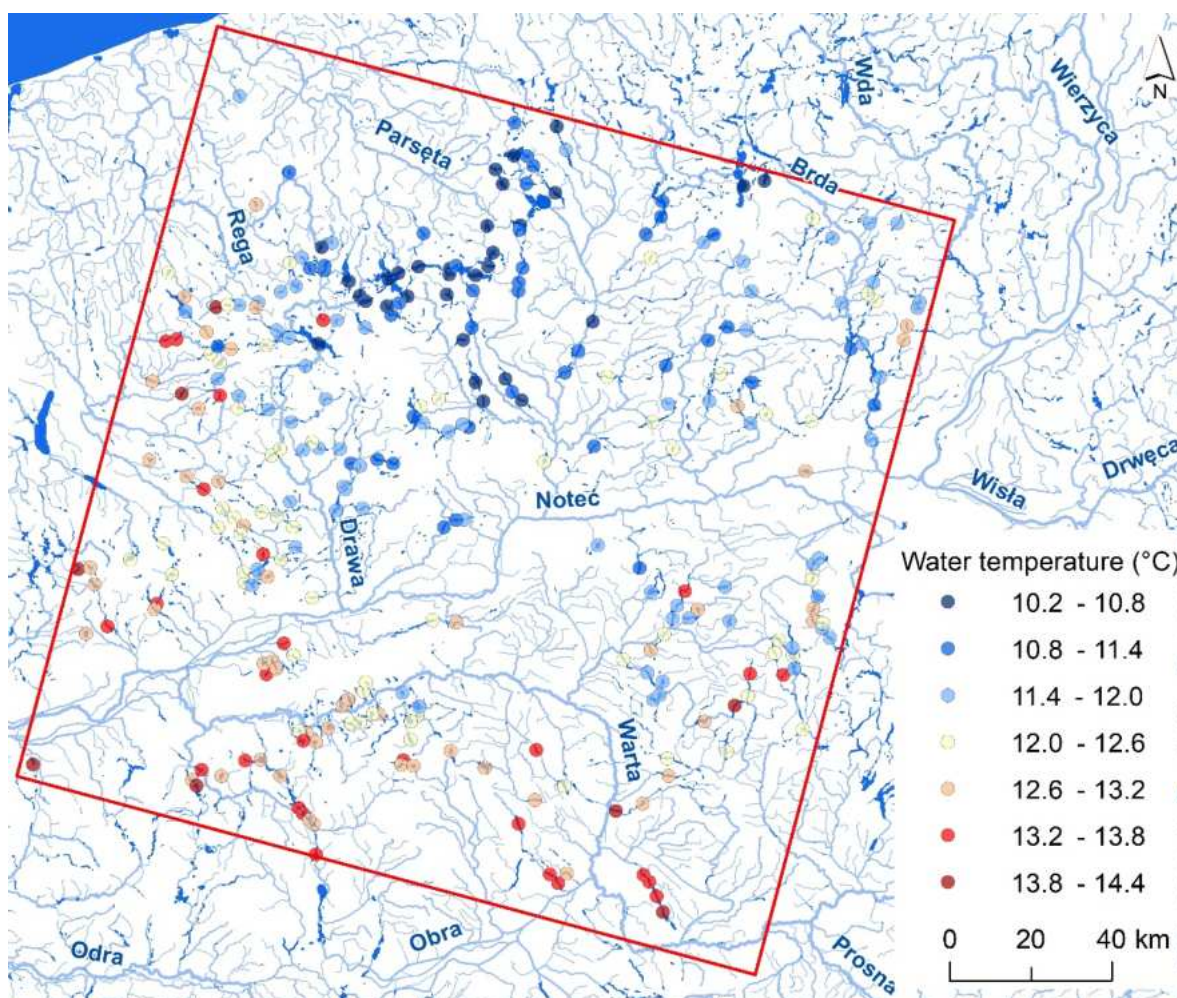 Wda
Wierzyca
N
Parsęta
Brda
Rega
Drwęca
Wisła
Noteć
Drawa
Water temperature (°C)
10.2 - 10.8
10.8 - 11.4
11.4 - 12.0
12.0 - 12.6
12.6 - 13.2
13.2 - 13.8
13.8 - 14.4
Warta
Obra
Odra
Prosna
0 20 40 km